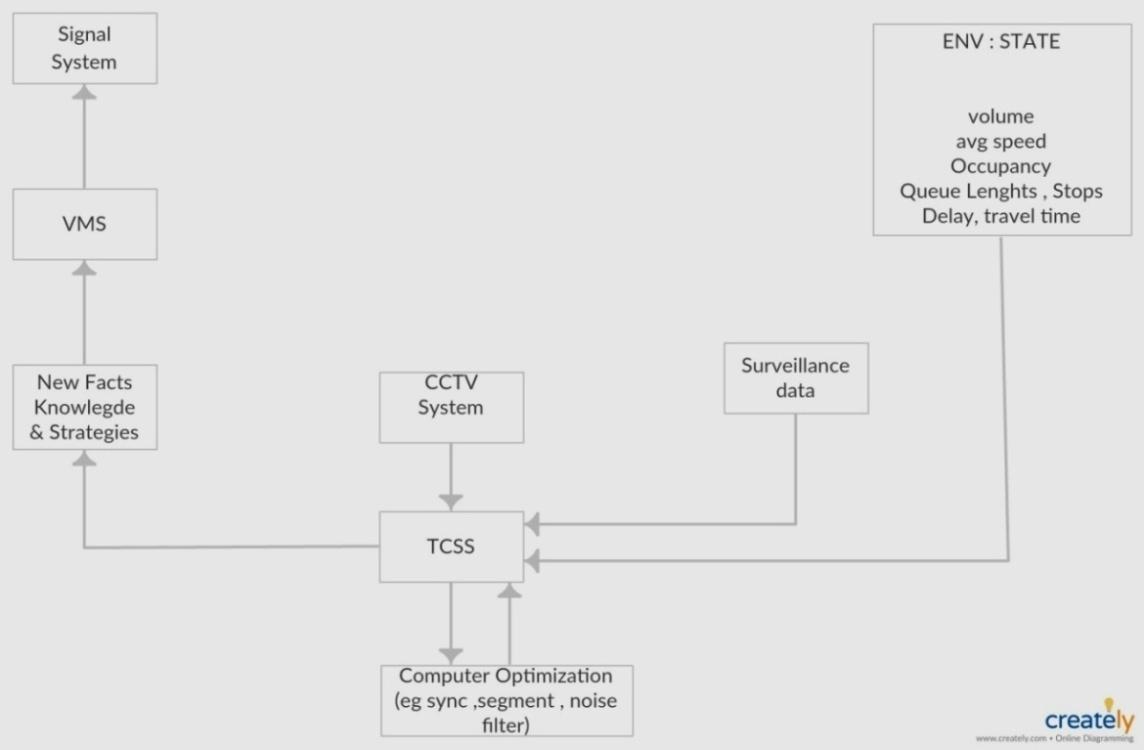 Signal
System
ENV : STATE
volume
avg speed
Occupancy
Queue Lenghts , Stops
Delay, travel time
VMS
Surveillance
data
New Facts
Knowlegde
& Strategies
CCTV
System
TCSS
Computer Optimization
(eg sync ,segment , noise
filter)
creately
www.creately.com • Online Diagramming